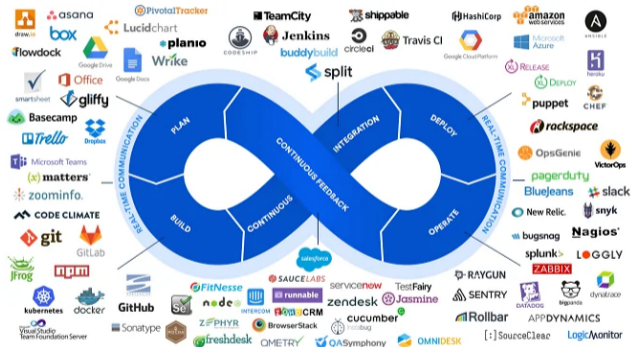 draw.io
asana
PivotalTracker
TeamCity
shippable
HashiCorp
amazon
web services
ANSIBLE
box
Lucidchart
planio
CODESHIP
Jenkins
circleci
Travis CI
Google Cloud Platform
Microsoft
Azure
heroku
flowdock
Google Drive
Google Docs
Wrike
buddybuild
split
XL RELEASE
XL DEPLOY
smartsheet
Office
gliffy
puppet
CHEF
Basecamp
Trello
Dropbox
rackspace
Microsoft Teams
OpsGenie
VictorOps
(x) matters
pagerduty
zoominfo.
BlueJeans
slack
CODE CLIMATE
New Relic.
snyk
git
GitLab
bugsnag
Nagios
JFrog
npm
splunk>
LOGGLY
ZABBIX
REAL-TIME COMMUNICATION
PLAN
BUILD
CONTINUOUS
INTEGRATION
CONTINUOUS FEEDBACK
DEPLOY
OPERATE
REAL-TIME COMMUNICATION
salesforce
SAUCELABS
kubernetes
docker
GitHub
Se
FitNesse
node
INTERCOM
runnable
servicenow
TestFairy
zendesk
Jasmine
RAYGUN
SENTRY
DATADOG
bigpanda
dynatrace
Visual Studio
Team Foundation Server
Sonatype
ZEPHYR
CRM
BrowserStack
instabug
cucumber
Rollbar
APPDYNAMICS
freshdesk
QMETRY
QASymphony
OMNIDESK
[:]SourceClear
LogicMonitor